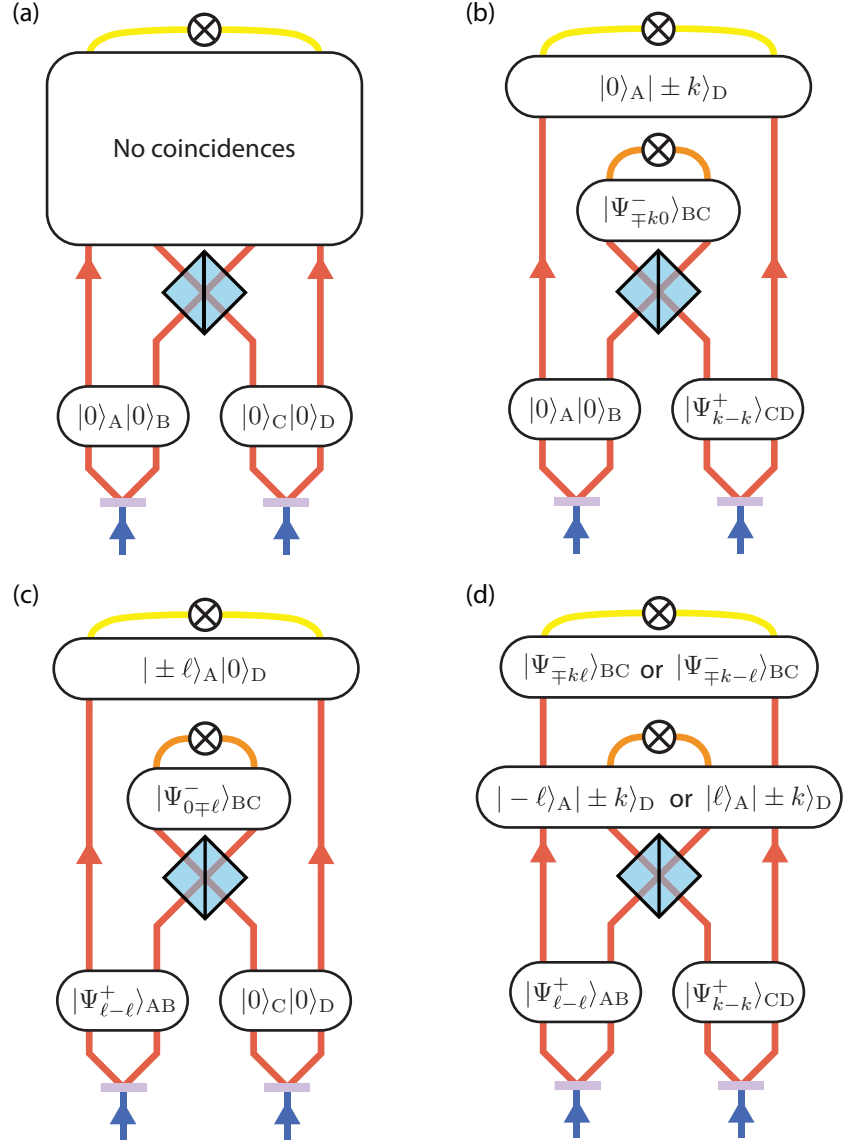 (a)
No coincidences
|0⟩_A|0⟩_B
|0⟩_C|0⟩_D
(b)
|0⟩_A| ± k⟩_D
|Ψ^-_{∓k0}⟩_BC
|0⟩_A|0⟩_B
|Ψ^+_{k−k}⟩_CD
(c)
| ± ℓ⟩_A|0⟩_D
|Ψ^-_{0∓ℓ}⟩_BC
|Ψ^+_{ℓ−ℓ}⟩_AB
|0⟩_C|0⟩_D
(d)
|Ψ^-_{∓kℓ}⟩_BC or |Ψ^-_{∓k−ℓ}⟩_BC
| − ℓ⟩_A| ± k⟩_D or |ℓ⟩_A| ± k⟩_D
|Ψ^+_{ℓ−ℓ}⟩_AB
|Ψ^+_{k−k}⟩_CD